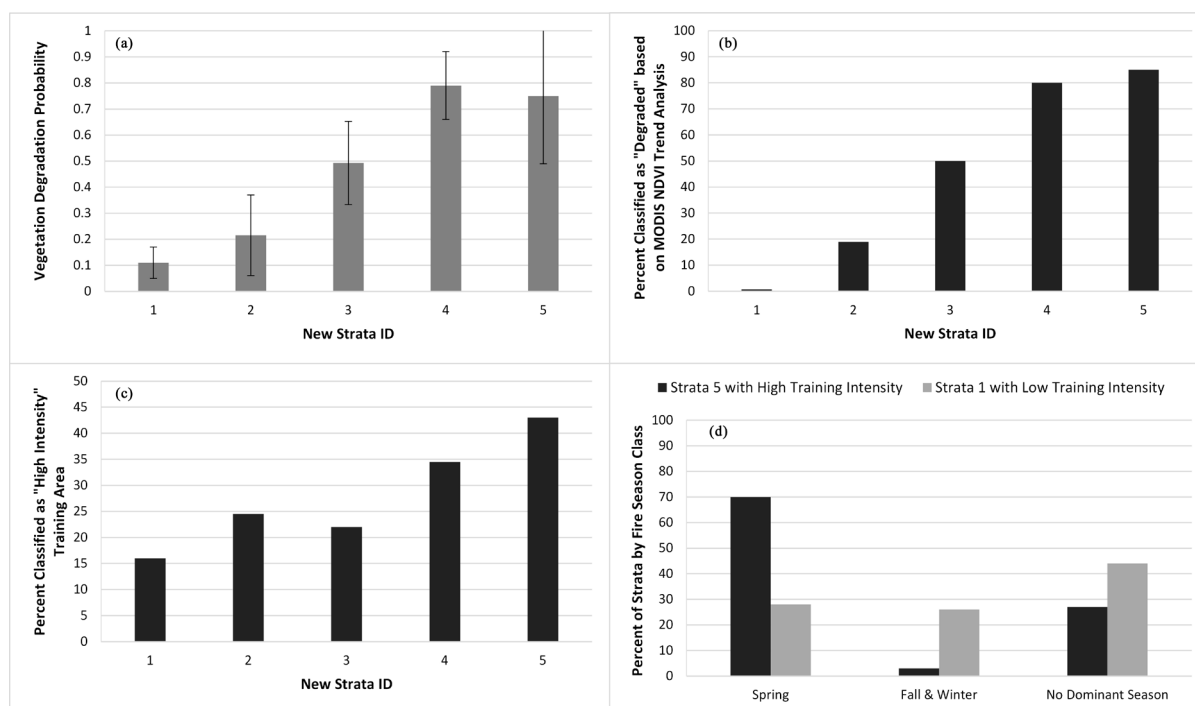 (a)
Vegetation Degradation Probability
1
0.9
0.8
0.7
0.6
0.5
0.4
0.3
0.2
0.1
0
1 2 3 4 5
New Strata ID
(b)
Percent Classified as "Degraded" based
on MODIS NDVI Trend Analysis
100
90
80
70
60
50
40
30
20
10
0
1 2 3 4 5
New Strata ID
(c)
Percent Classified as "High Intensity"
Training Area
50
45
40
35
30
25
20
15
10
5
0
1 2 3 4 5
New Strata ID
Strata 5 with High Training Intensity Strata 1 with Low Training Intensity
(d)
Percent of Strata by Fire Season Class
100
90
80
70
60
50
40
30
20
10
0
Spring Fall & Winter No Dominant Season